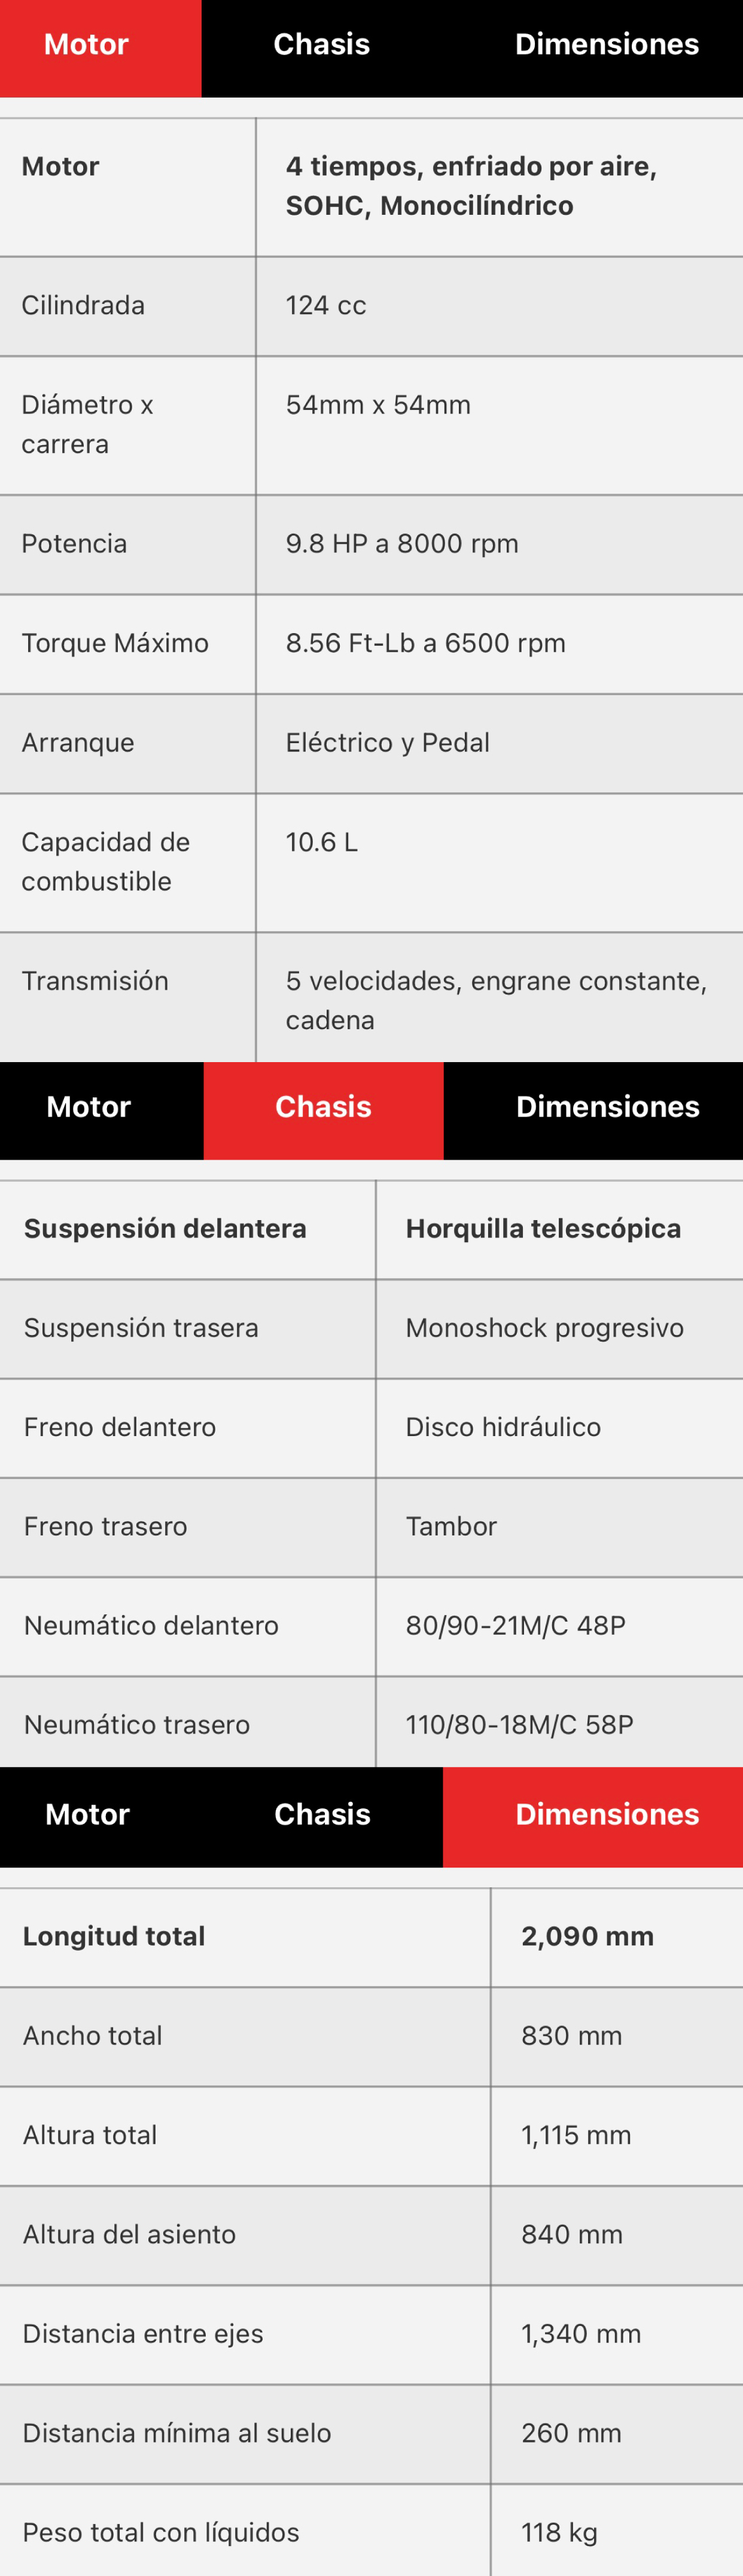 Motor Chasis Dimensiones
Motor 4 tiempos, enfriado por aire,
SOHC, Monocilíndrico
Cilindrada 124 cc
Diámetro x 54mm x 54mm
carrera
Potencia 9.8 HP a 8000 rpm
Torque Máximo 8.56 Ft-Lb a 6500 rpm
Arranque Eléctrico y Pedal
Capacidad de 10.6 L
combustible
Transmisión 5 velocidades, engrane constante,
cadena
Motor Chasis Dimensiones
Suspensión delantera Horquilla telescópica
Suspensión trasera Monoshock progresivo
Freno delantero Disco hidráulico
Freno trasero Tambor
Neumático delantero 80/90-21M/C 48P
Neumático trasero 110/80-18M/C 58P
Motor Chasis Dimensiones
Longitud total 2,090 mm
Ancho total 830 mm
Altura total 1,115 mm
Altura del asiento 840 mm
Distancia entre ejes 1,340 mm
Distancia mínima al suelo 260 mm
Peso total con líquidos 118 kg